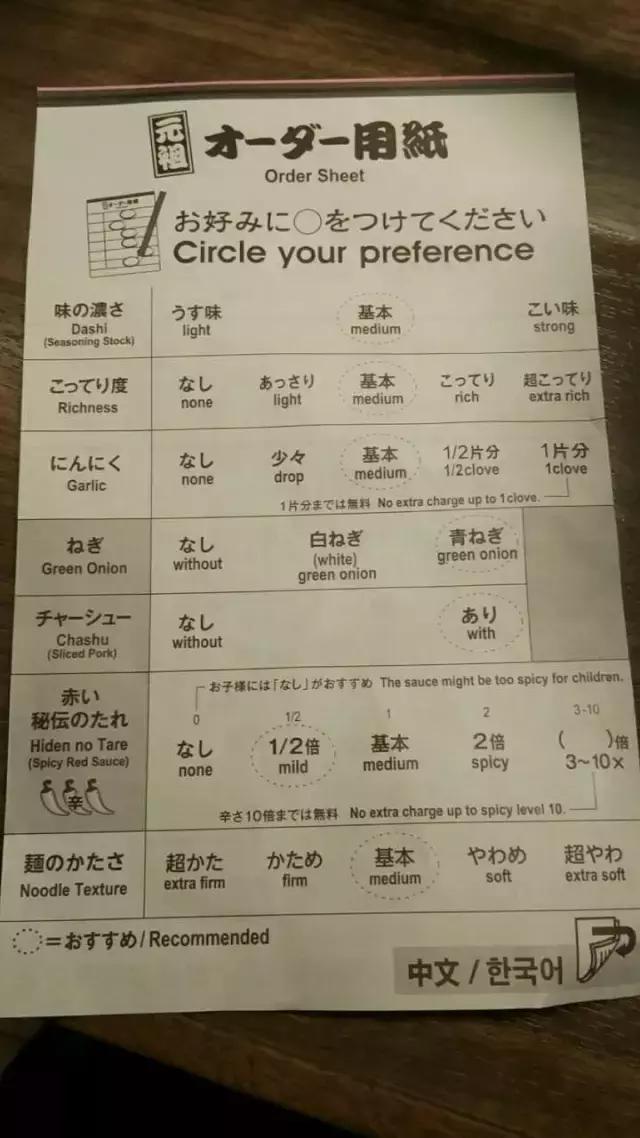 元祖 オーダー用紙
Order Sheet
お好みに○をつけてください
Circle your preference
味の濃さ うす味 基本 こい味
Dashi light medium strong
(Seasoning Stock)
こってり度 なし あっさり 基本 こってり 超こってり
Richness none light medium rich extra rich
にんにく なし 少々 基本 1/2片分 1片分
Garlic none drop medium 1/2clove 1clove
1片分までは無料 No extra charge up to 1clove.
ねぎ なし 白ねぎ 青ねぎ
Green Onion without (white) green onion
green onion
チャーシュー なし あり
Chashu without with
(Sliced Pork)
お子様には「なし」がおすすめ The sauce might be too spicy for children.
赤い 0 1/2 1 2 3-10
秘伝のたれ なし 1/2倍 基本 2倍 ( )倍
Hiden no Tare none mild medium spicy 3~10×
(Spicy Red Sauce)
辛
辛さ10倍までは無料 No extra charge up to spicy level 10.
麺のかたさ 超かた かため 基本 やわめ 超やわ
Noodle Texture extra firm firm medium soft extra soft
=おすすめ/Recommended
中文/한국어